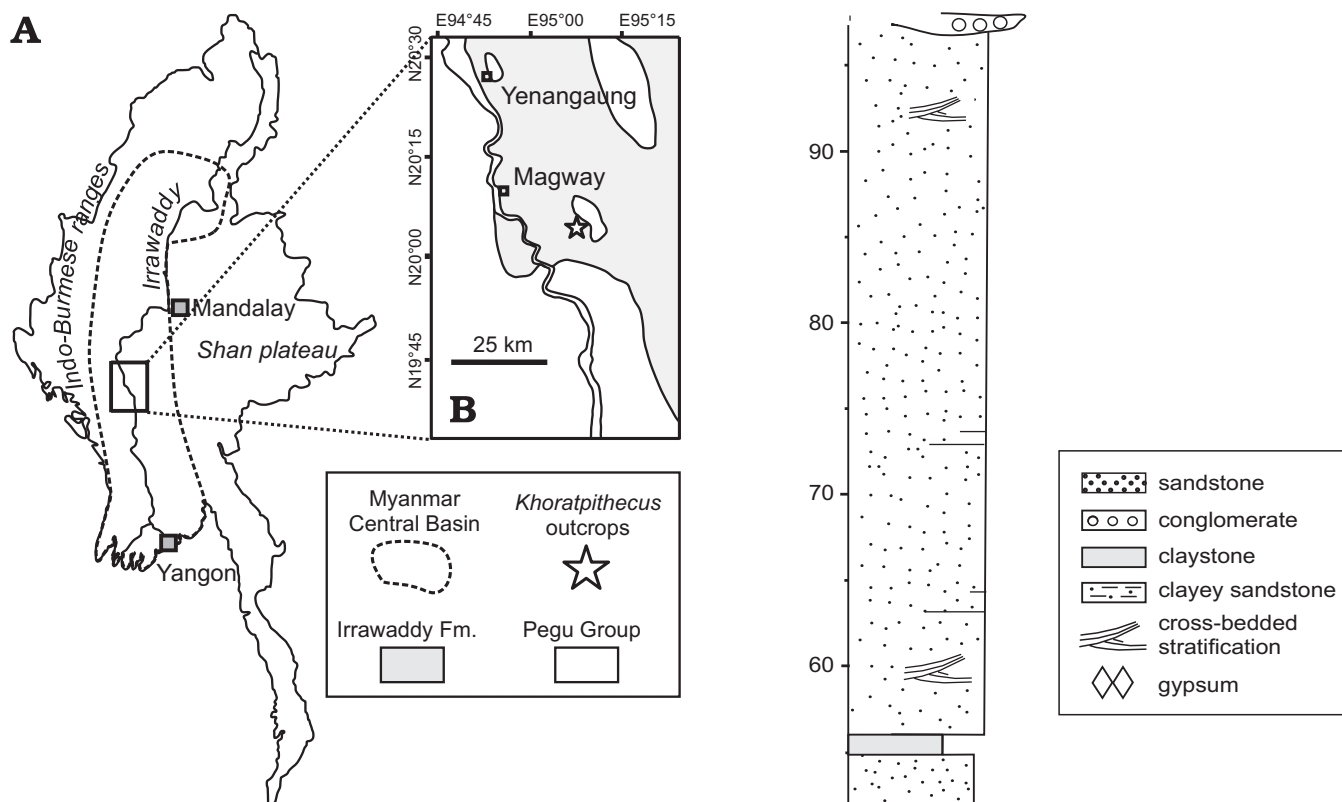 A
Indo-Burmese ranges
Irrawaddy
Mandalay
Shan plateau
Yangon
E94°45
E95°00
E95°15
N20°30
N20°15
N20°00
N19°45
Yenangaung
Magway
25 km
B
Myanmar
Central Basin
Khoratpithecus
outcrops
Irrawaddy Fm.
Pegu Group
90
80
70
60
sandstone
conglomerate
claystone
clayey sandstone
cross-bedded
stratification
gypsum